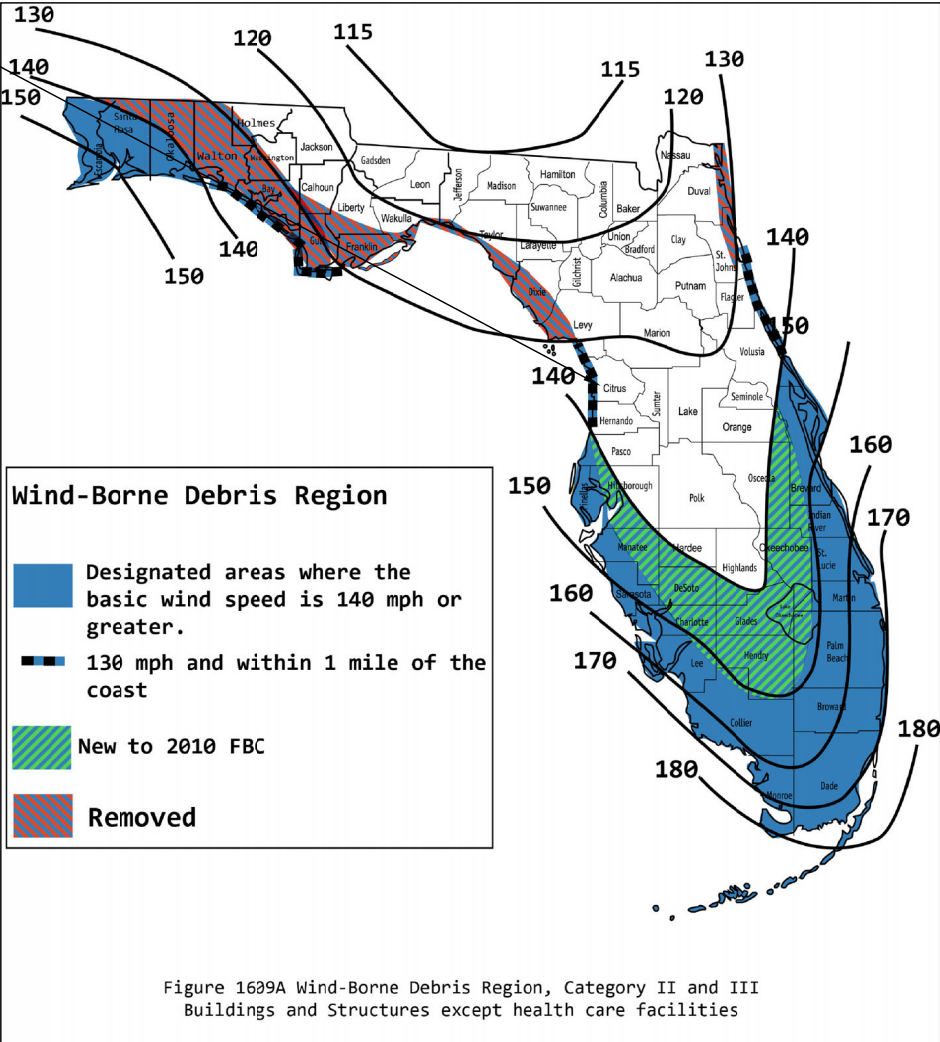 130
120
115
115
130
120
140
150
Santa
Rosa
Escambia
Okaloosa
Walton
Holmes
Washington
Jackson
Bay
Calhoun
Gulf
Liberty
Gadsden
Franklin
Wakulla
Leon
Jefferson
Madison
Taylor
Hamilton
Suwannee
Lafayette
Dixie
Columbia
Baker
Nassau
Duval
Union
Bradford
Clay
St.
Johns
Gilchrist
Alachua
Putnam
Flagler
Levy
Marion
Volusia
150
140
140
150
140
Citrus
Hernando
Sumter
Lake
Seminole
Orange
Pasco
Pinellas
Hillsborough
Polk
Osceola
Brevard
Indian
River
160
170
150
Manatee
Hardee
Highlands
Okeechobee
St.
Lucie
Sarasota
DeSoto
Martin
160
Charlotte
Glades
Lake
Okeechobee
Palm
Beach
170
Lee
Hendry
Collier
Broward
180
180
Monroe
Dade
Wind-Borne Debris Region
Designated areas where the
basic wind speed is 140 mph or
greater.
130 mph and within 1 mile of the
coast
New to 2010 FBC
Removed
Figure 1609A Wind-Borne Debris Region, Category II and III
Buildings and Structures except health care facilities